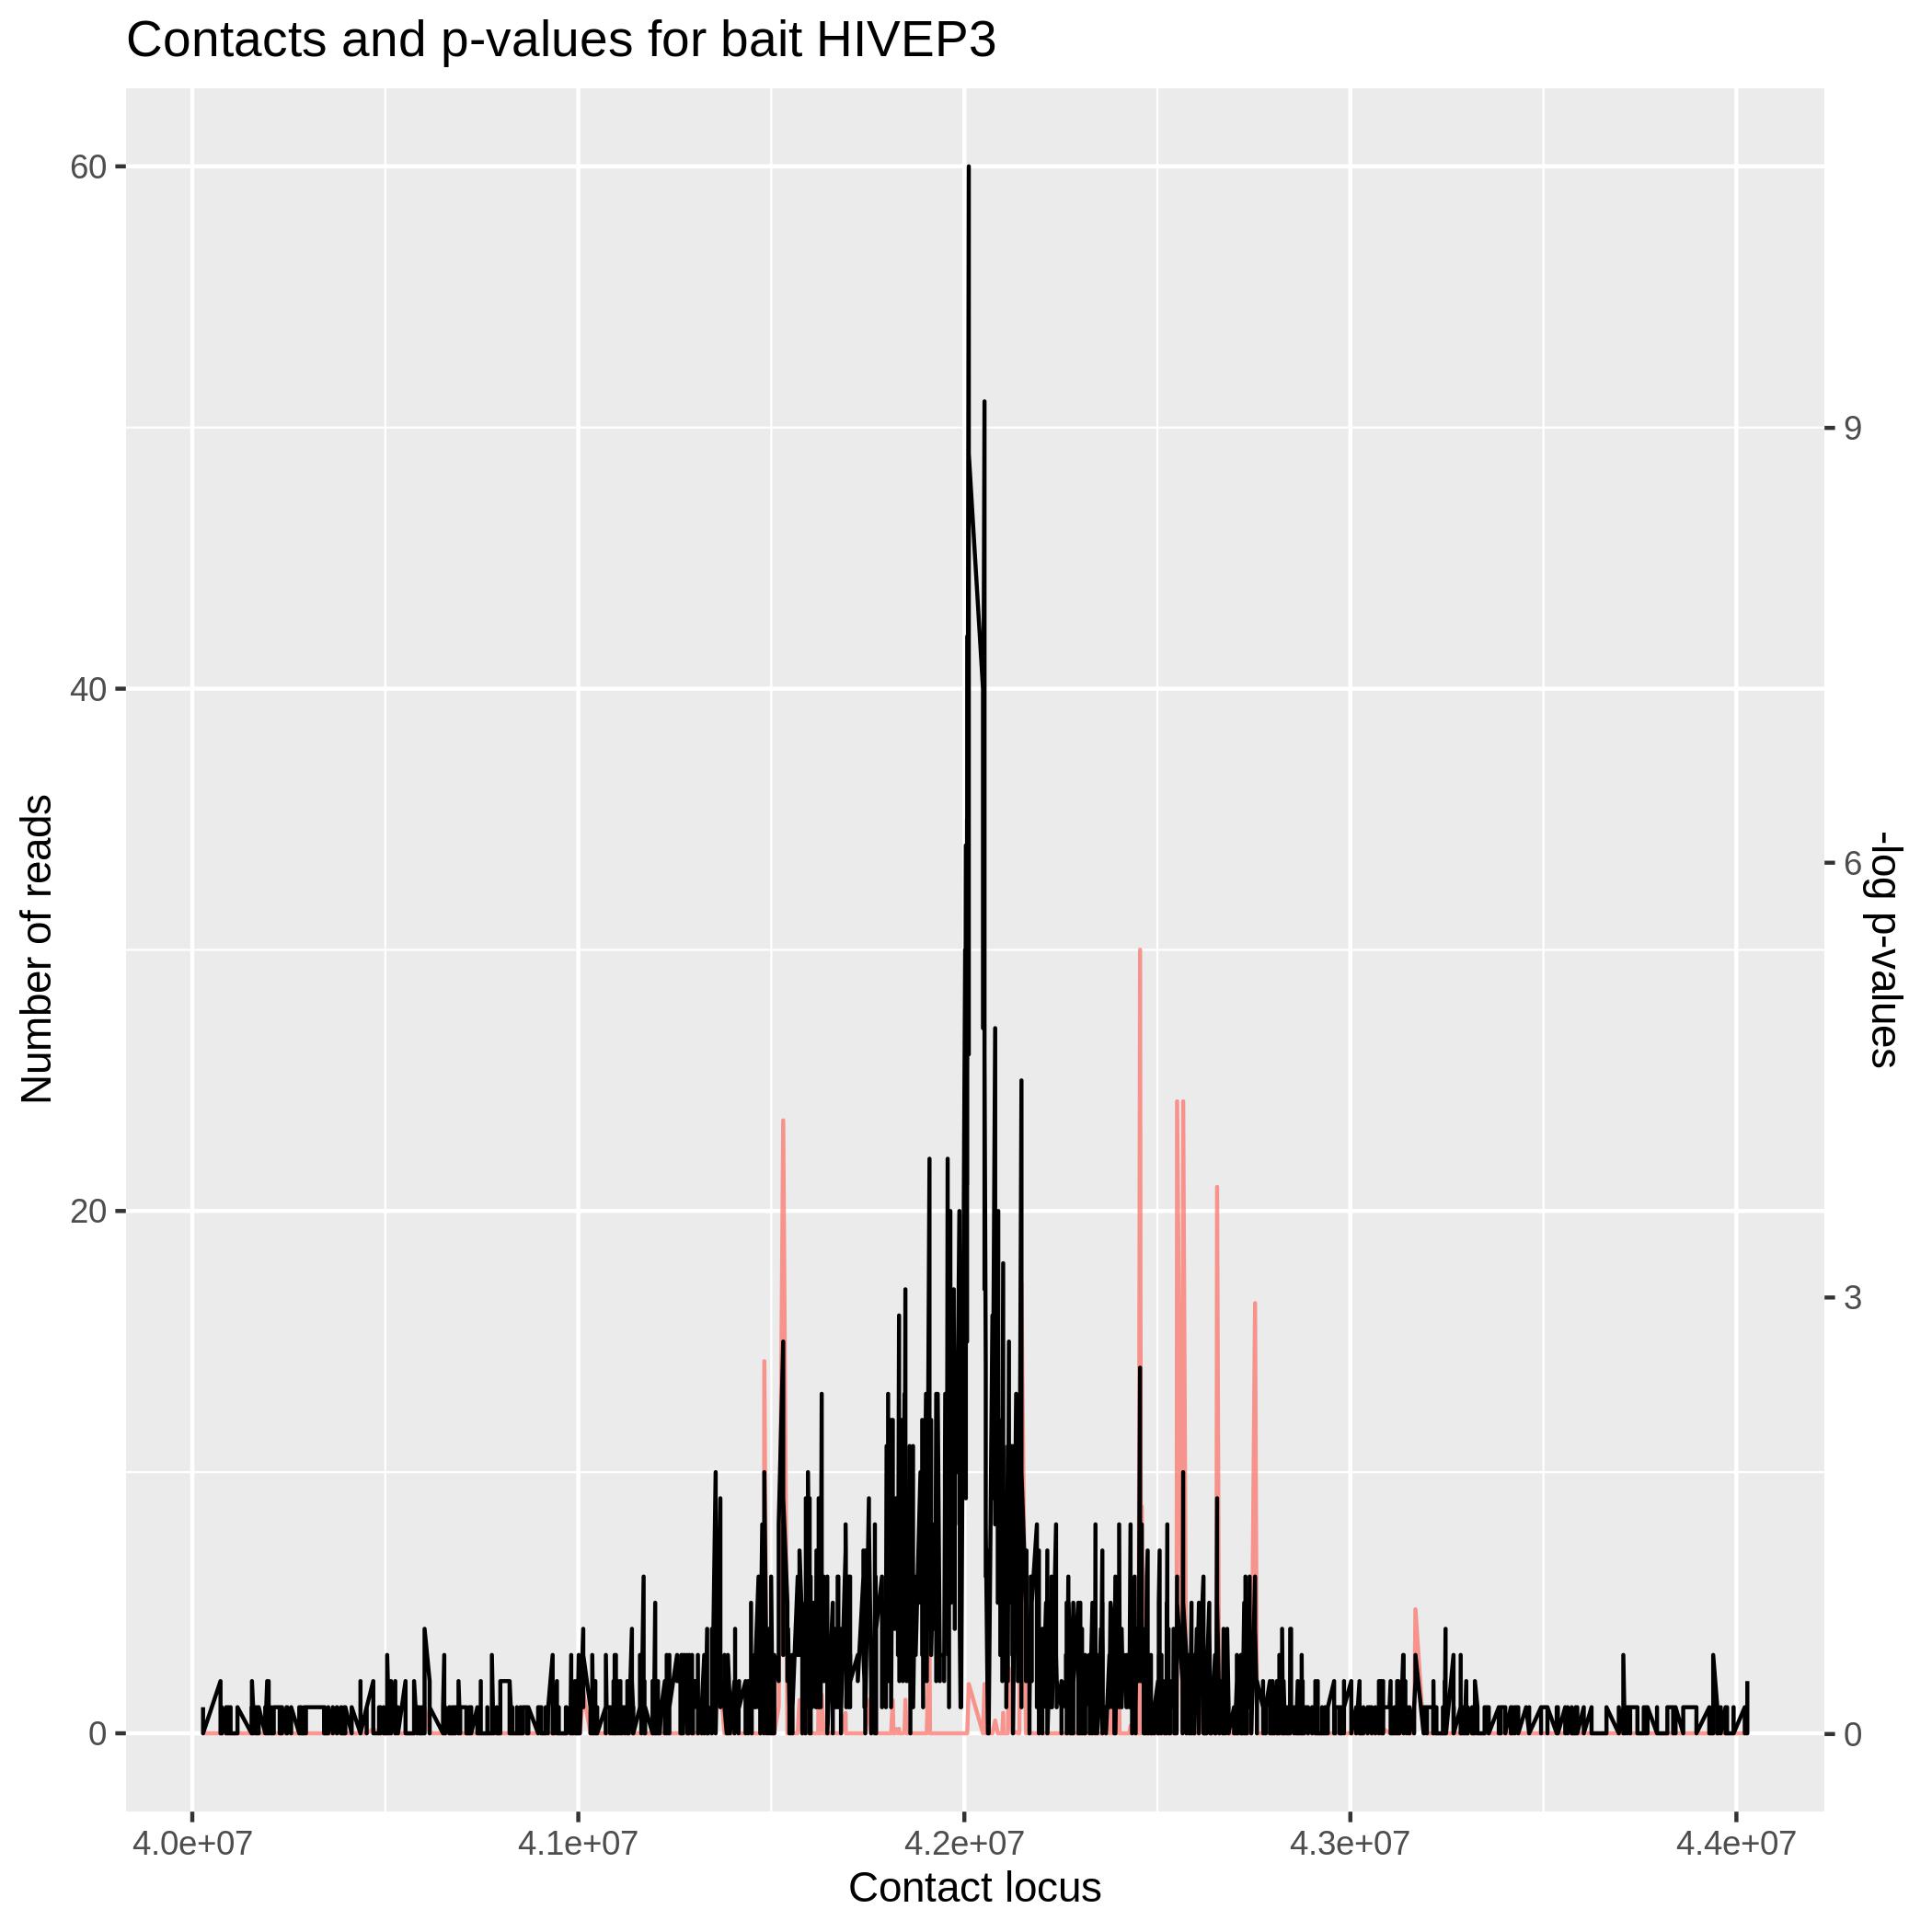 Contacts and p-values for bait HIVEP3
60
40
20
0
Number of reads
9
6
3
0
-log p-values
4.0e+07
4.1e+07
4.2e+07
4.3e+07
4.4e+07
Contact locus